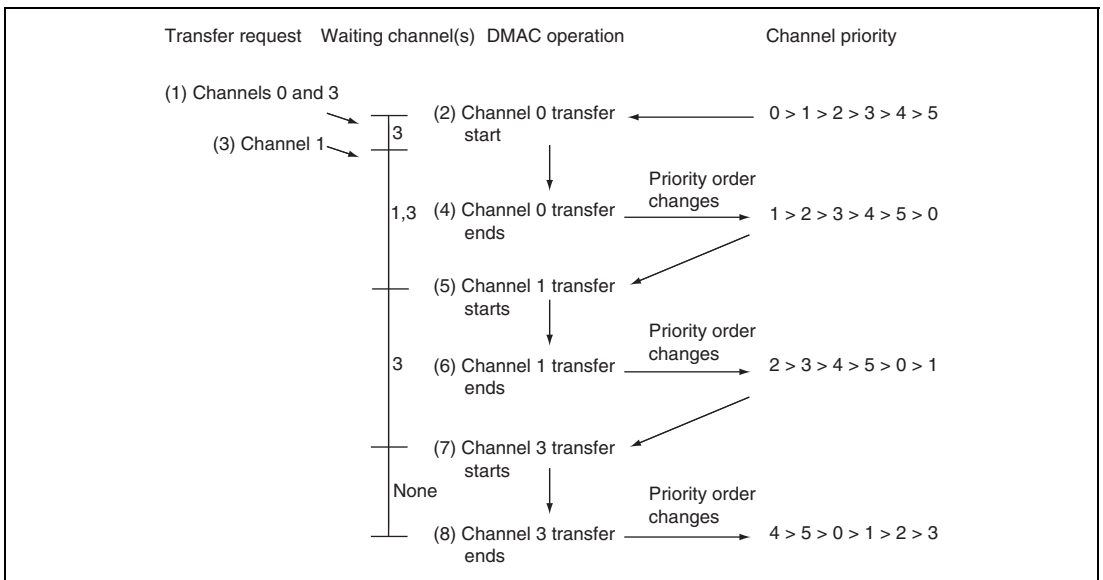 Transfer request Waiting channel(s) DMAC operation Channel priority
(1) Channels 0 and 3
(2) Channel 0 transfer
start
0 > 1 > 2 > 3 > 4 > 5
3
(3) Channel 1
Priority order
changes
1,3
(4) Channel 0 transfer
ends
1 > 2 > 3 > 4 > 5 > 0
(5) Channel 1 transfer
starts
Priority order
changes
3
(6) Channel 1 transfer
ends
2 > 3 > 4 > 5 > 0 > 1
(7) Channel 3 transfer
starts
None
Priority order
changes
(8) Channel 3 transfer
ends
4 > 5 > 0 > 1 > 2 > 3